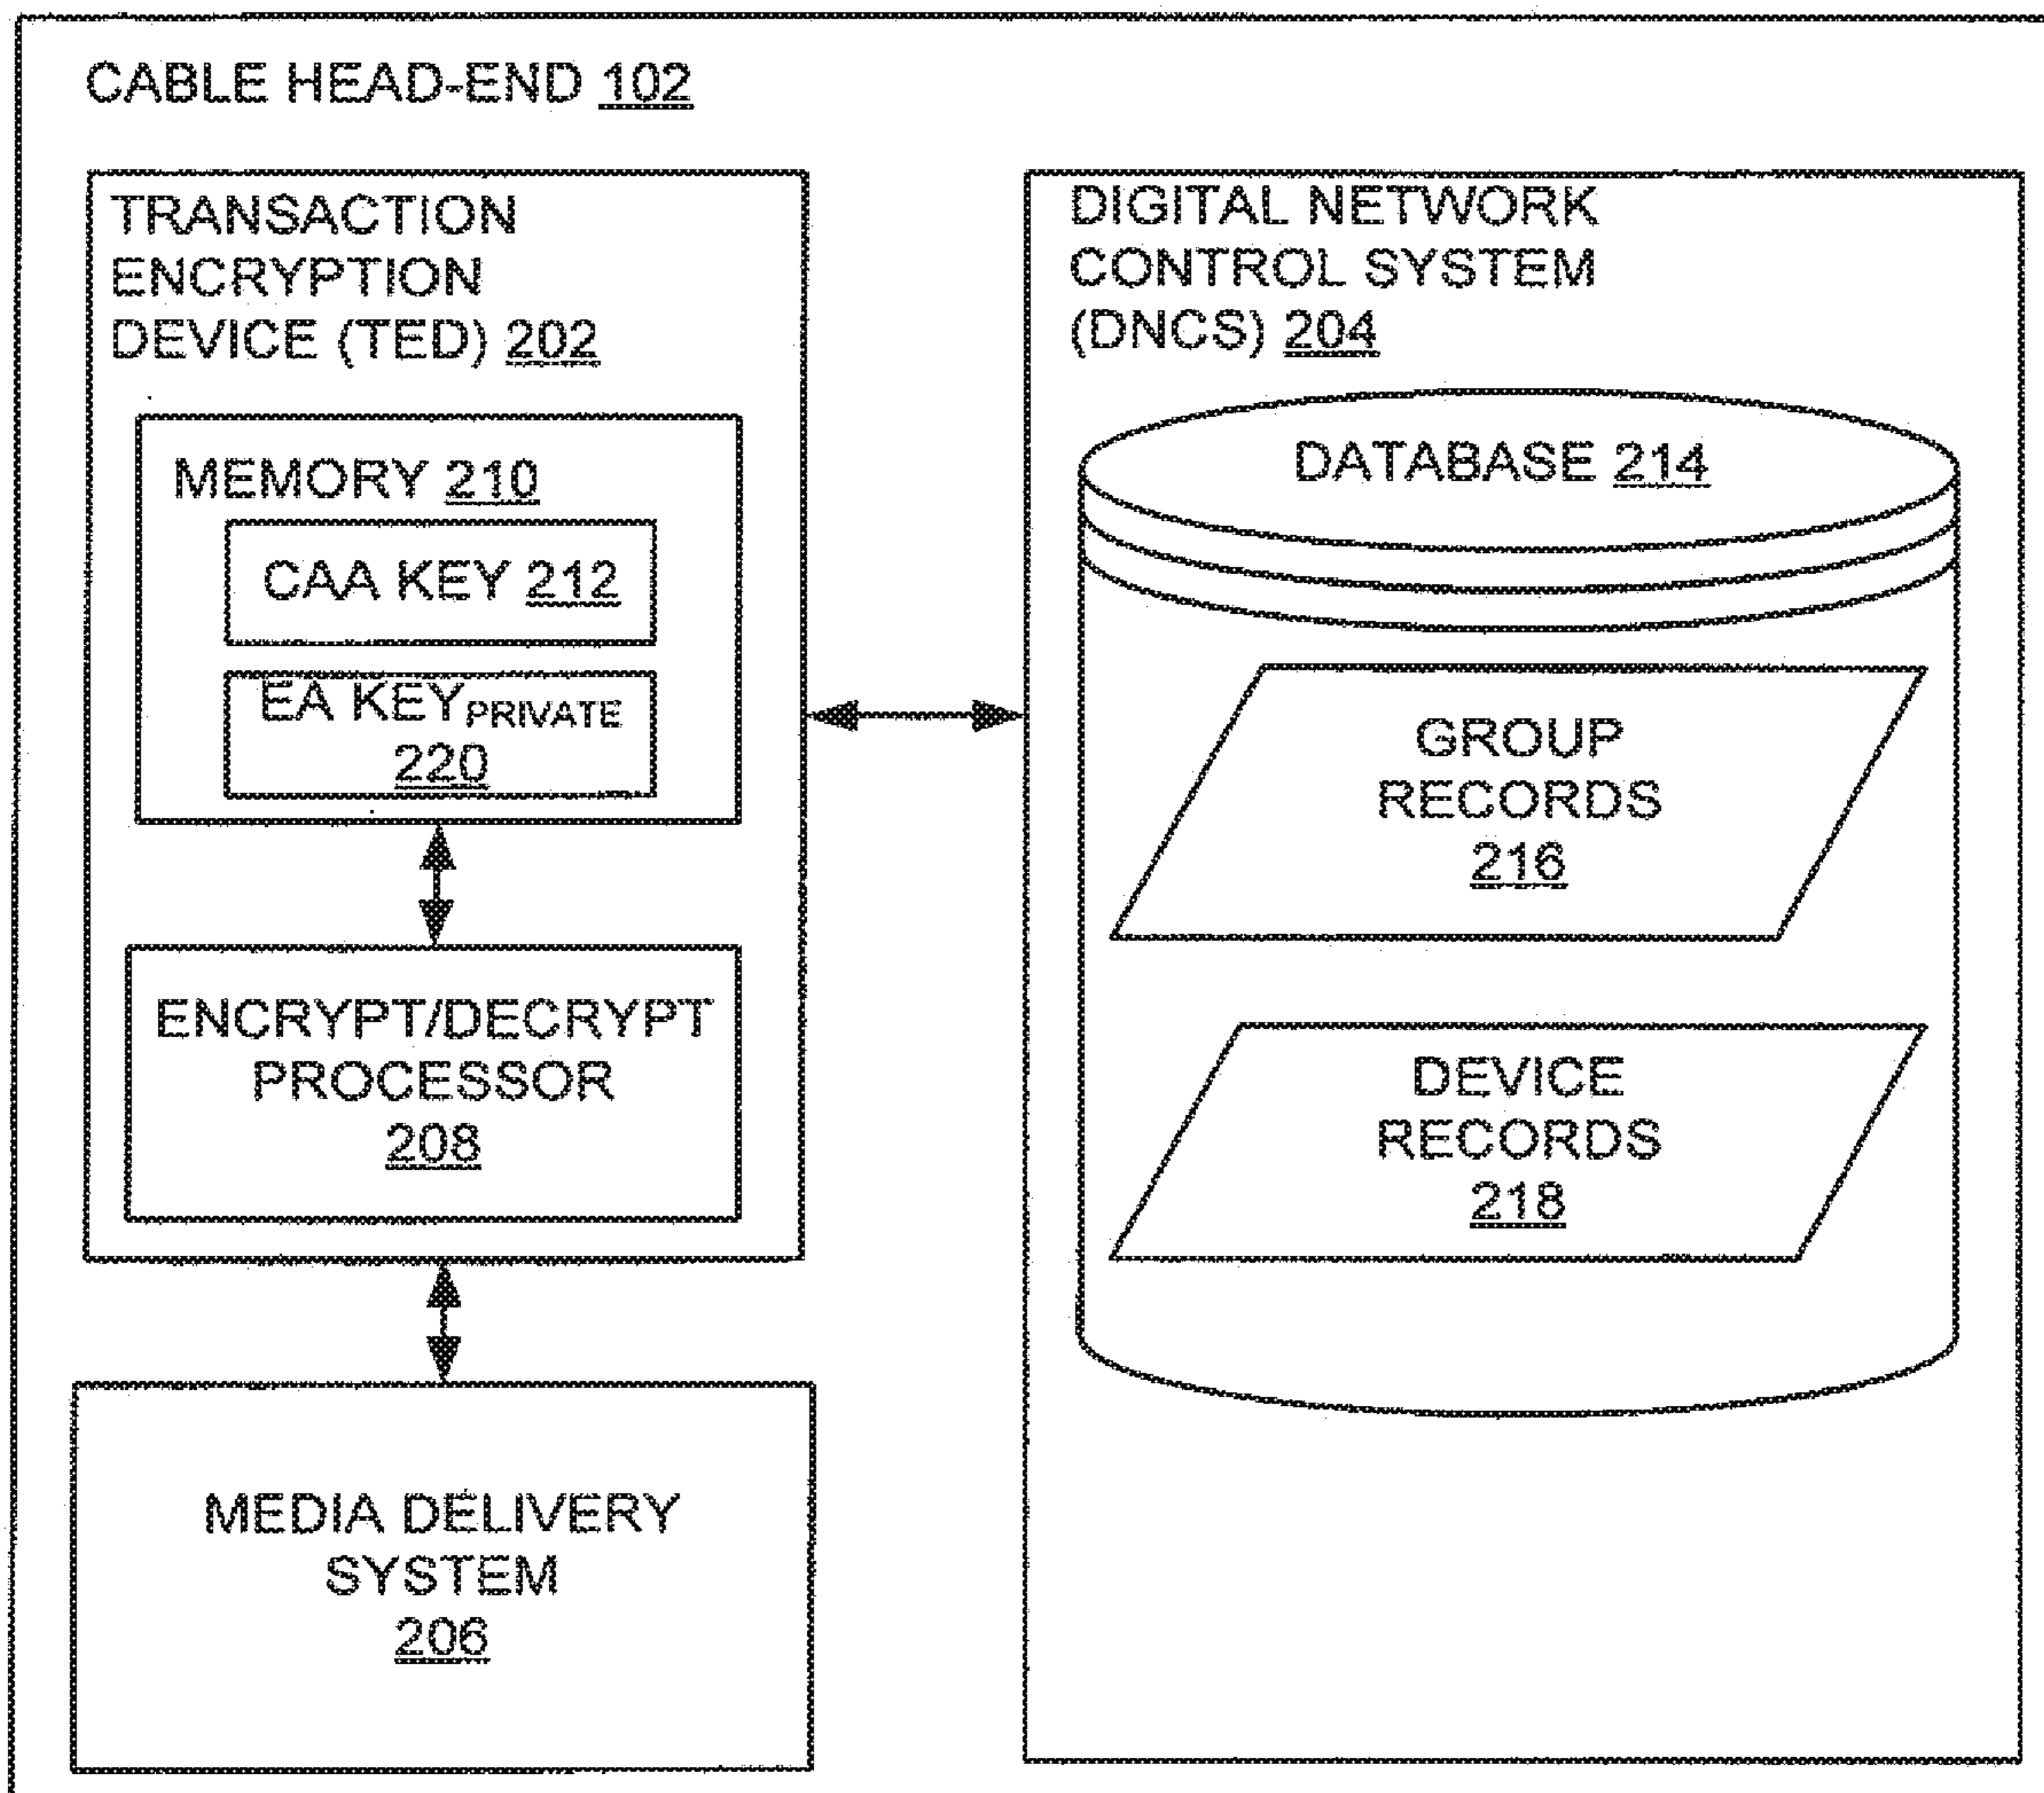 CABLE HEAD-END 102
TRANSACTION
ENCRYPTION
DEVICE (TED) 202
MEMORY 210
CAA KEY 212
EA KEYPRIVATE
220
ENCRYPT/DECRYPT
PROCESSOR
208
MEDIA DELIVERY
SYSTEM
206
DIGITAL NETWORK
CONTROL SYSTEM
(DNCS) 204
DATABASE 214
GROUP
RECORDS
216
DEVICE
RECORDS
218